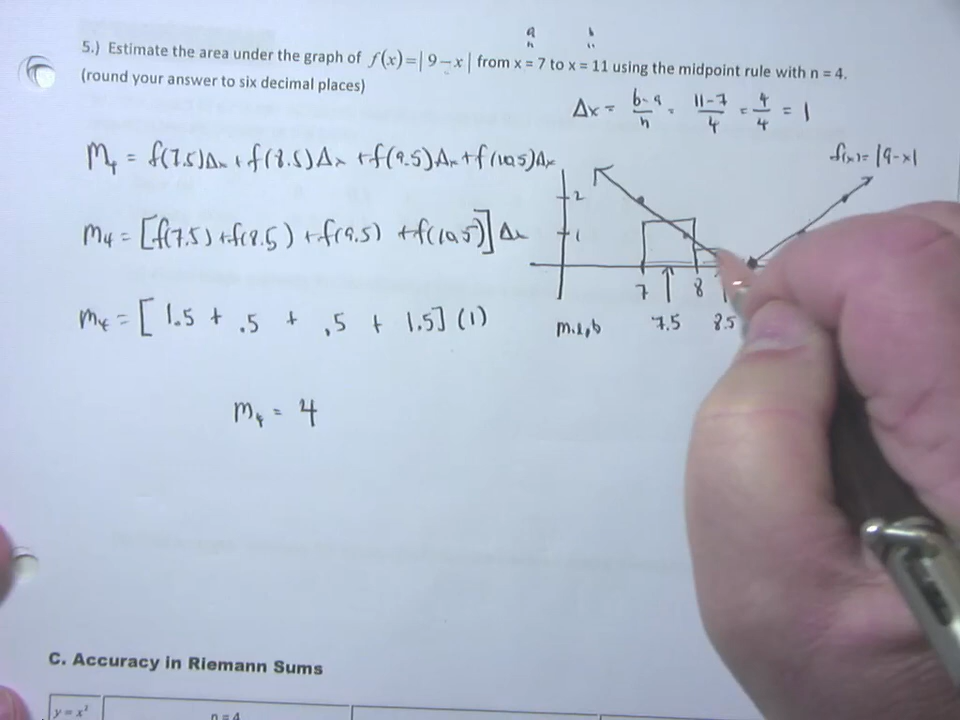 a b
" "
5.) Estimate the area under the graph of f(x)=| 9−x | from x = 7 to x = 11 using the midpoint rule with n = 4.
(round your answer to six decimal places)
Δx = b-a/n = 11-7/4 = 4/4 = 1
M4 = f(7.5)Δx + f(8.5)Δx + f(9.5)Δx + f(10.5)Δx
f(x) = |9-x|
2
M4 = [f(7.5) + f(8.5) + f(9.5) + f(10.5)] Δx
1
7 8
M4 = [ 1.5 + .5 + .5 + 1.5] (1)
7.5 8.5
M4 = 4
C. Accuracy in Riemann Sums
y = x² n = 4